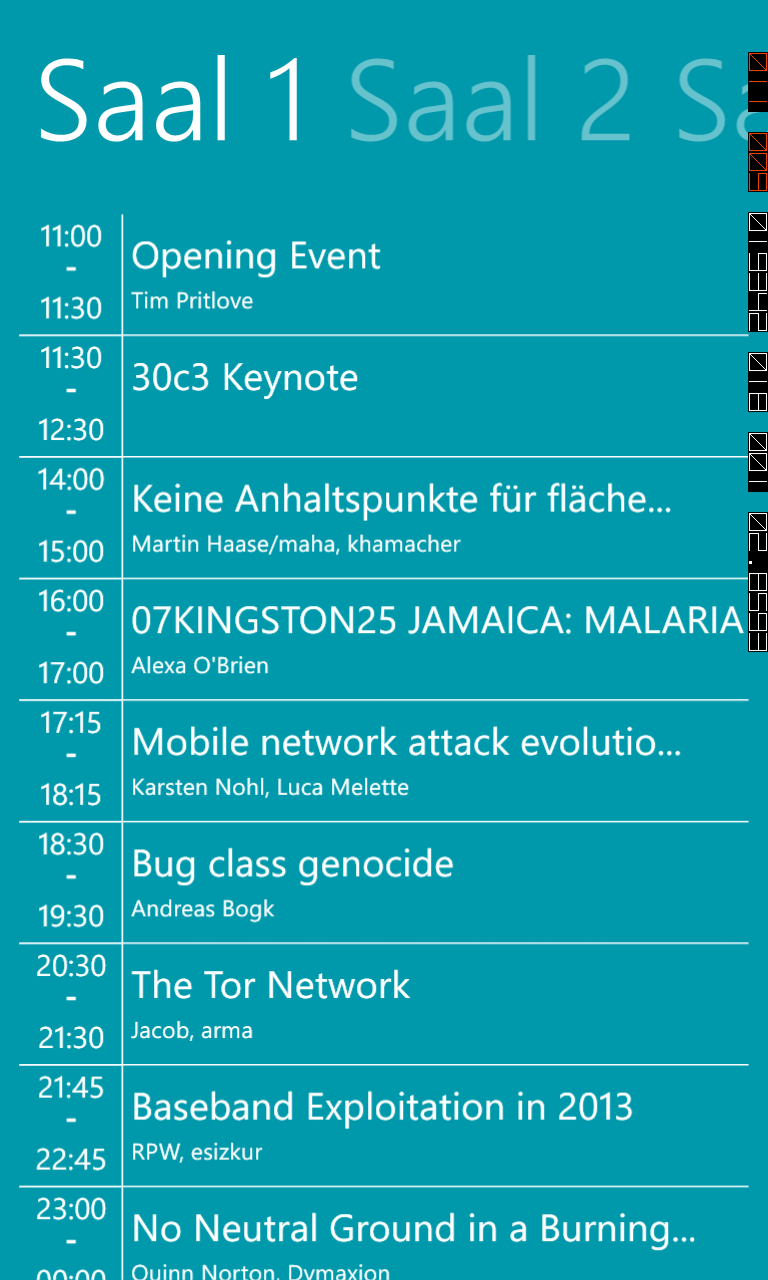 Saal 1 Saal 2 Sa
11:00
-
11:30
Opening Event
Tim Pritlove
11:30
-
12:30
30c3 Keynote
14:00
-
15:00
Keine Anhaltspunkte für fläche...
Martin Haase/maha, khamacher
16:00
-
17:00
07KINGSTON25 JAMAICA: MALARIA
Alexa O'Brien
17:15
-
18:15
Mobile network attack evolutio...
Karsten Nohl, Luca Melette
18:30
-
19:30
Bug class genocide
Andreas Bogk
20:30
-
21:30
The Tor Network
Jacob, arma
21:45
-
22:45
Baseband Exploitation in 2013
RPW, esizkur
23:00
-
00:00
No Neutral Ground in a Burning...
Quinn Norton, Dymaxion